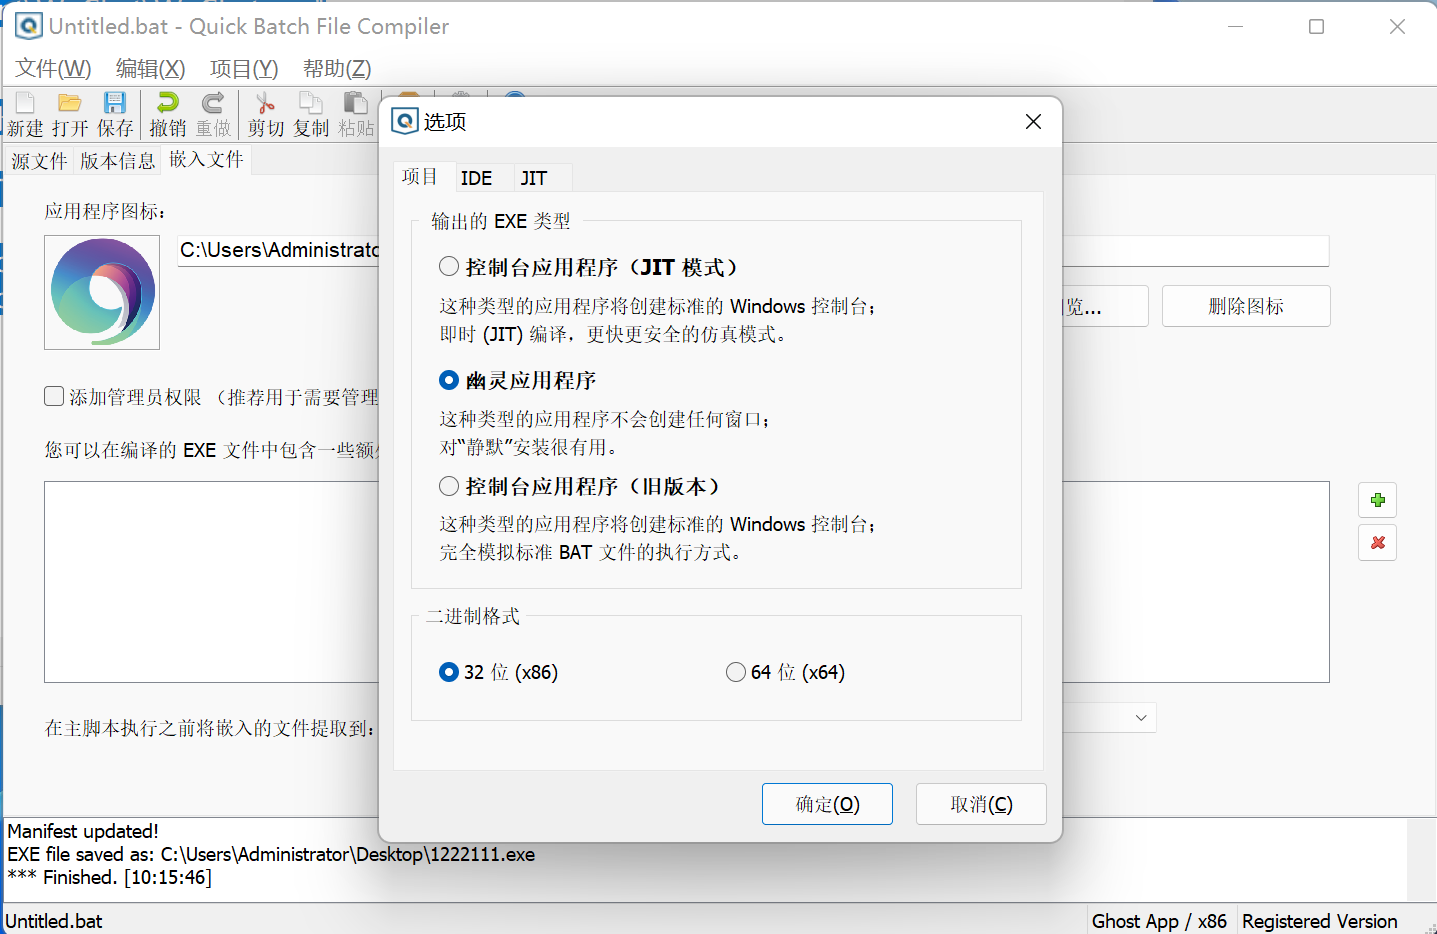 Untitled.bat - Quick Batch File Compiler
文件(W) 编辑(X) 项目(Y) 帮助(Z)
新建 打开 保存 撤销 重做 剪切 复制 粘贴
源文件 版本信息 嵌入文件
应用程序图标：
C:\Users\Administrato
览... 删除图标
添加管理员权限 （推荐用于需要管理
您可以在编译的 EXE 文件中包含一些额
在主脚本执行之前将嵌入的文件提取到：
选项
项目 IDE JIT
输出的 EXE 类型
控制台应用程序（JIT 模式）
这种类型的应用程序将创建标准的 Windows 控制台；
即时 (JIT) 编译，更快更安全的仿真模式。
幽灵应用程序
这种类型的应用程序不会创建任何窗口；
对“静默”安装很有用。
控制台应用程序（旧版本）
这种类型的应用程序将创建标准的 Windows 控制台；
完全模拟标准 BAT 文件的执行方式。
二进制格式
32 位 (x86) 64 位 (x64)
确定(O) 取消(C)
Manifest updated!
EXE file saved as: C:\Users\Administrator\Desktop\1222111.exe
*** Finished. [10:15:46]
Untitled.bat Ghost App / x86 Registered Version